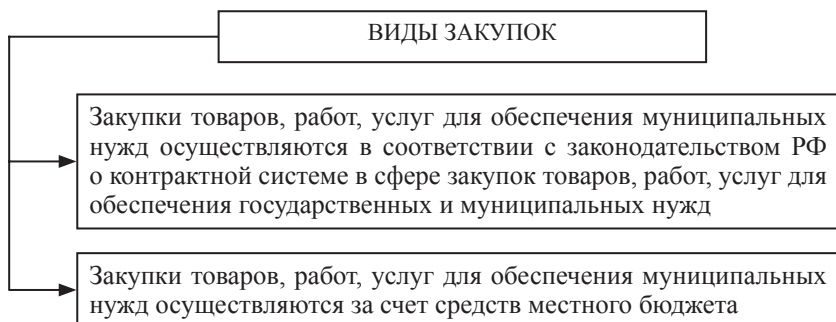 ВИДЫ ЗАКУПОК
Закупки товаров, работ, услуг для обеспечения муниципальных
нужд осуществляются в соответствии с законодательством РФ
о контрактной системе в сфере закупок товаров, работ, услуг для
обеспечения государственных и муниципальных нужд
Закупки товаров, работ, услуг для обеспечения муниципальных
нужд осуществляются за счет средств местного бюджета